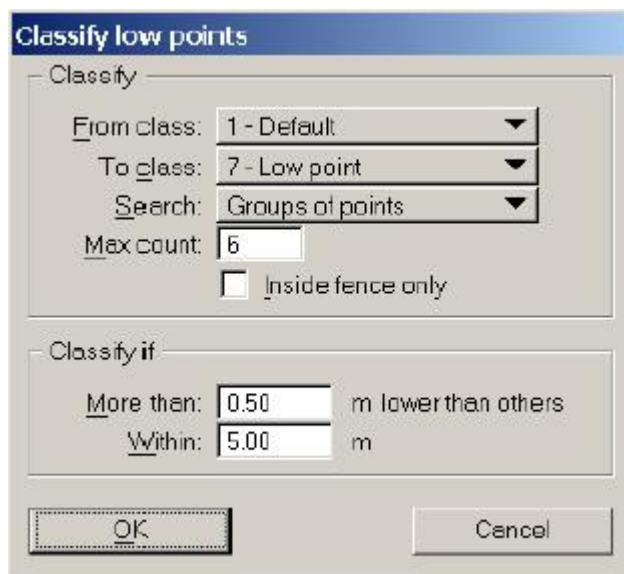 Classify low points
Classify
From class: 1 - Default
To class: 7 - Low point
Search: Groups of points
Max count: 6
Inside fence only
Classify if
More than: 0.50 m lower than others
Within: 5.00 m
OK Cancel